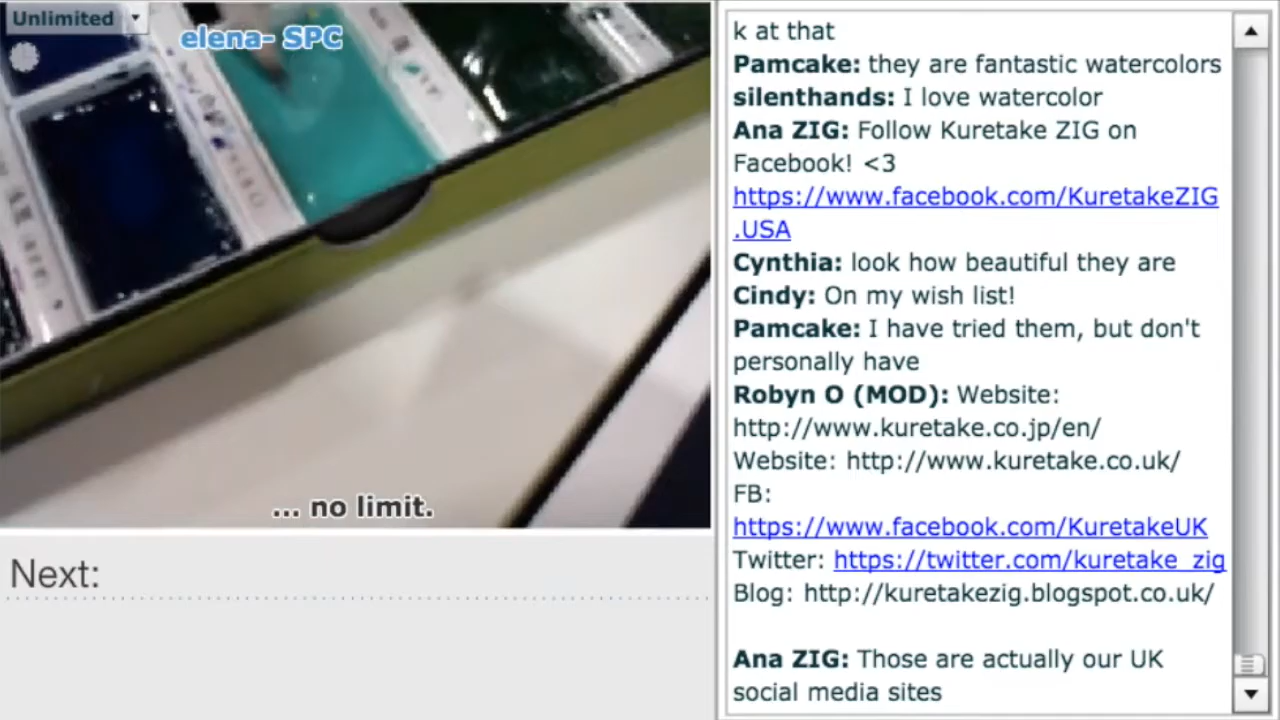 Unlimited
elena- SPC
... no limit.
Next:
k at that
Pamcake: they are fantastic watercolors
silenthands: I love watercolor
Ana ZIG: Follow Kuretake ZIG on
Facebook! <3
https://www.facebook.com/KuretakeZIG
.USA
Cynthia: look how beautiful they are
Cindy: On my wish list!
Pamcake: I have tried them, but don't
personally have
Robyn O (MOD): Website:
http://www.kuretake.co.jp/en/
Website: http://www.kuretake.co.uk/
FB:
https://www.facebook.com/KuretakeUK
Twitter: https://twitter.com/kuretake_zig
Blog: http://kuretakezig.blogspot.co.uk/
Ana ZIG: Those are actually our UK
social media sites